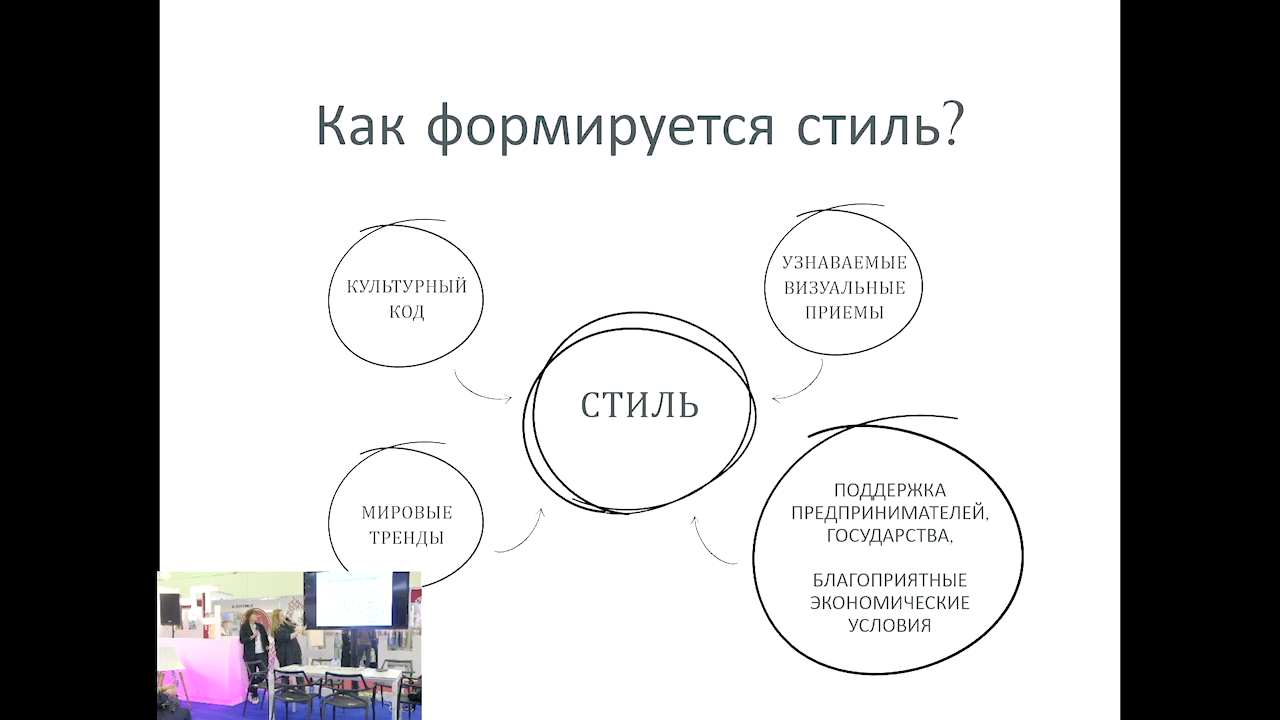 Как формируется стиль?
КУЛЬТУРНЫЙ
КОД
УЗНАВАЕМЫЕ
ВИЗУАЛЬНЫЕ
ПРИЕМЫ
СТИЛЬ
МИРОВЫЕ
ТРЕНДЫ
ПОДДЕРЖКА
ПРЕДПРИНИМАТЕЛЕЙ,
ГОСУДАРСТВА,
БЛАГОПРИЯТНЫЕ
ЭКОНОМИЧЕСКИЕ
УСЛОВИЯ